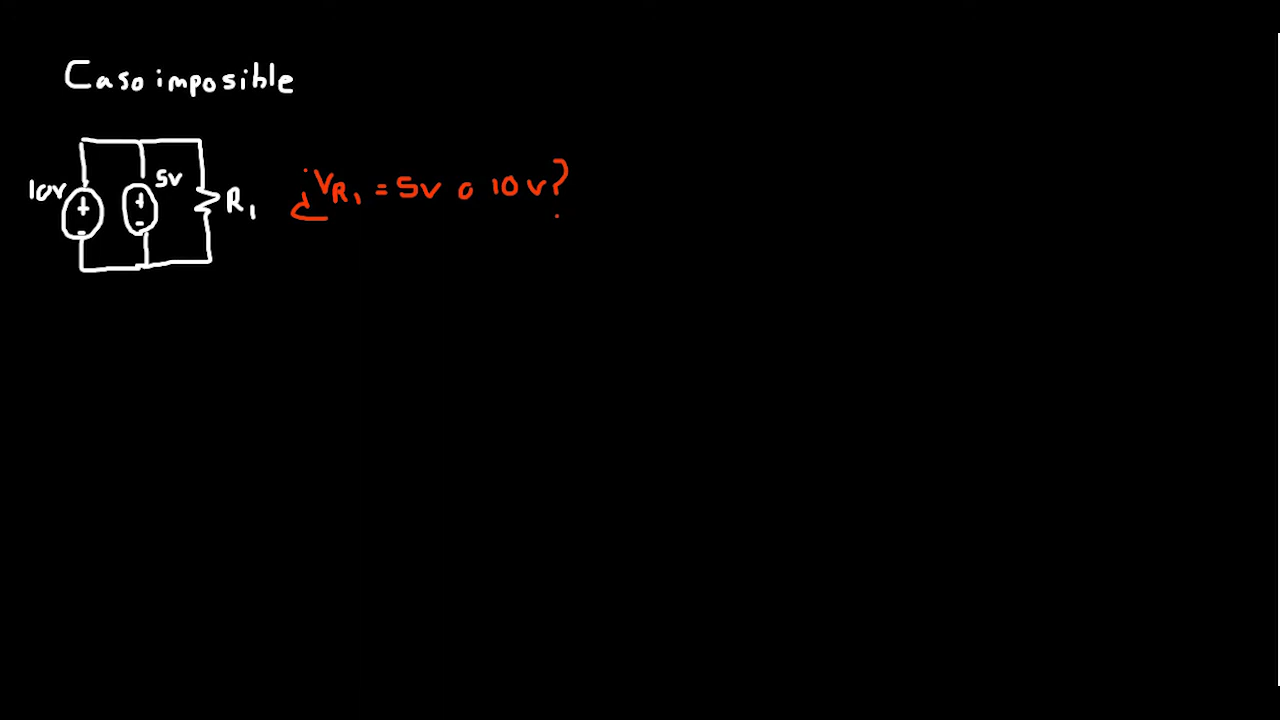 Caso imposible
10V
+
-
5V
+
-
R1
¿VR1 = 5V o 10V?